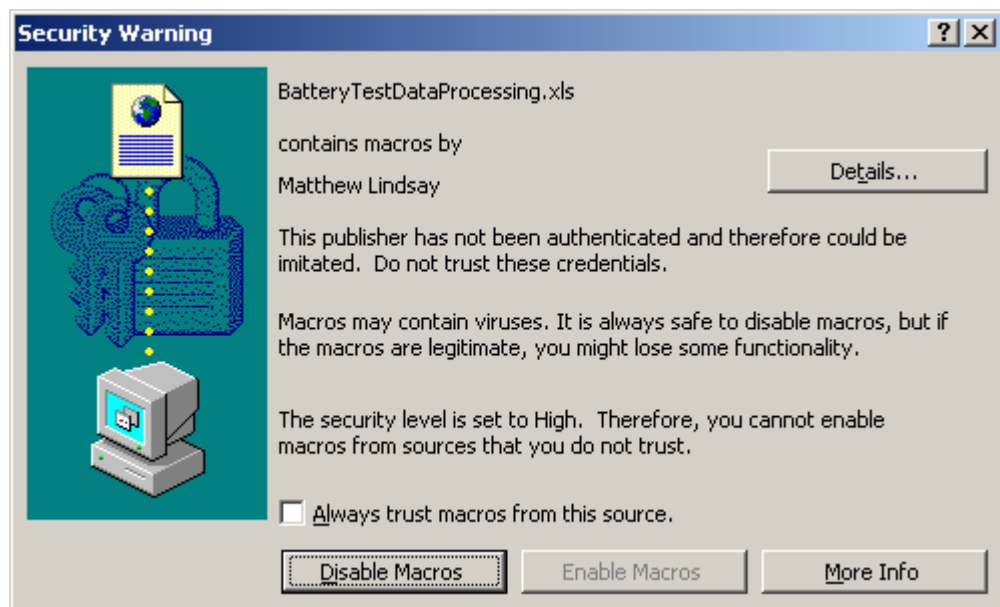 Security Warning
BatteryTestDataProcessing.xls
contains macros by
Details...
Matthew Lindsay
This publisher has not been authenticated and therefore could be
imitated.  Do not trust these credentials.
Macros may contain viruses. It is always safe to disable macros, but if
the macros are legitimate, you might lose some functionality.
The security level is set to High.  Therefore, you cannot enable
macros from sources that you do not trust.
Always trust macros from this source.
Disable Macros
Enable Macros
More Info